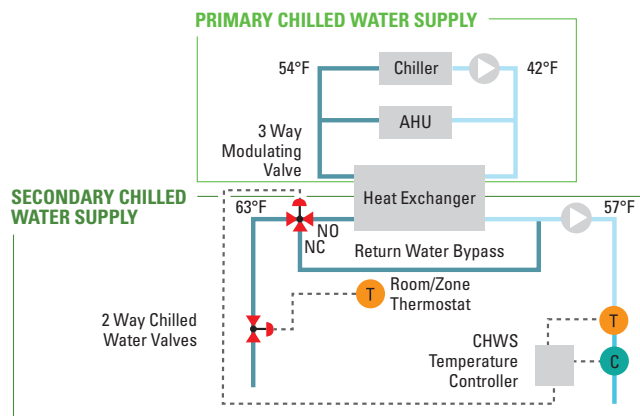 PRIMARY CHILLED WATER SUPPLY
54°F
Chiller
42°F
AHU
3 Way
Modulating
Valve
Heat Exchanger
SECONDARY CHILLED
WATER SUPPLY
63°F
57°F
NO
NC
Return Water Bypass
T
Room/Zone
Thermostat
2 Way Chilled
Water Valves
T
CHWS
Temperature
Controller
C